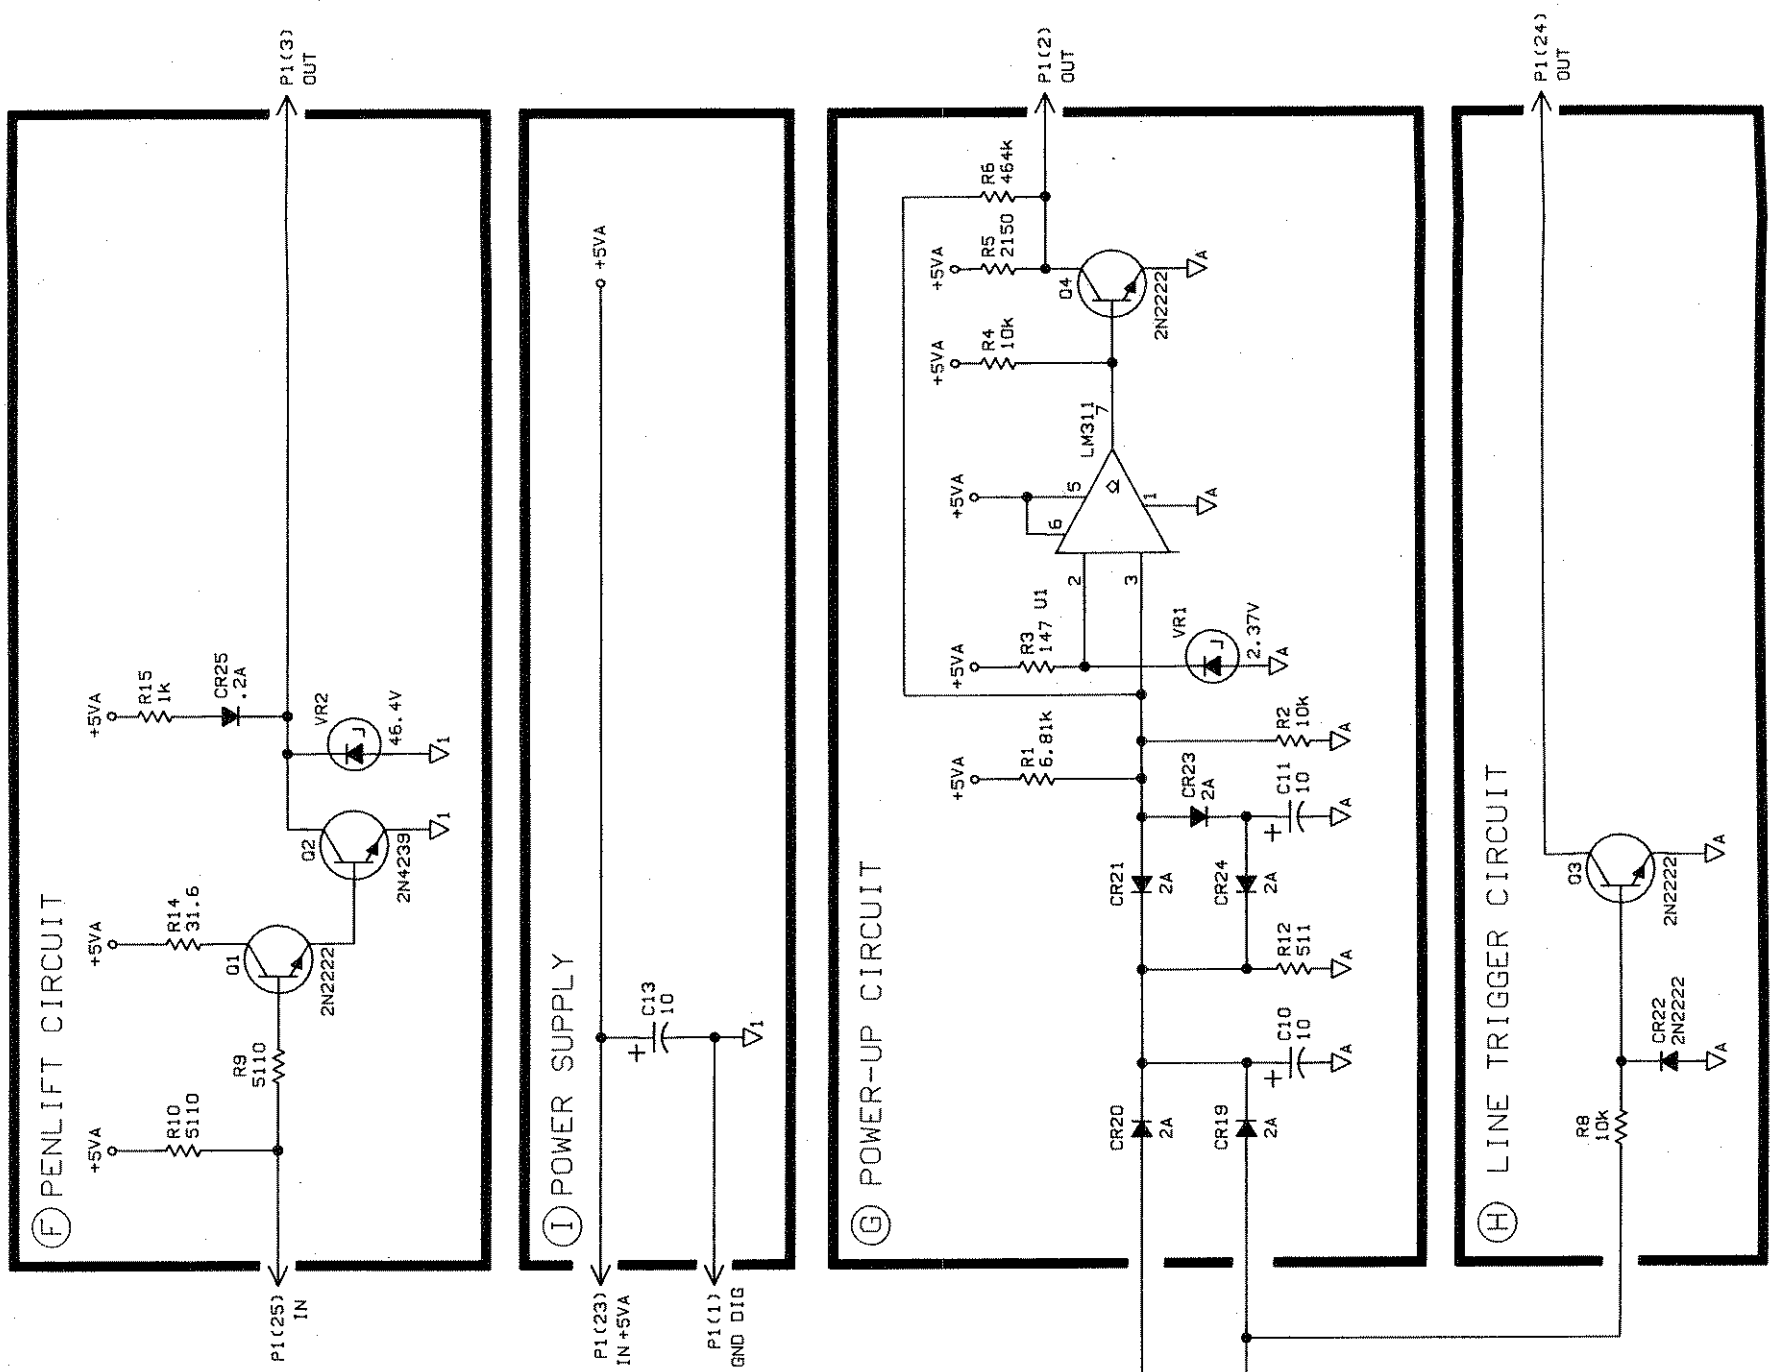 F PENLIFT CIRCUIT
P1(25)
IN
+5VA
R10
5110
R9
5110
Q1
2N2222
+5VA
R14
31.6
Q2
2N4239
1
+5VA
R15
1k
CR25
.2A
VR2
46.4V
1
P1(3)
OUT
I POWER SUPPLY
P1(23)
IN +5VA
P1(1)
GND DIG
+
C13
10
1
+5VA
G POWER-UP CIRCUIT
CR20
2A
CR19
2A
+
C10
10
A
R12
511
A
CR21
2A
CR24
2A
CR23
2A
+
C11
10
A
+5VA
R1
6.81k
R2
10k
A
+5VA
R3
147
U1
VR1
2.37V
A
2
3
+5VA
6
5
1
A
LM311
7
+5VA
R4
10k
+5VA
R5
2150
R6
464k
Q4
2N2222
A
P1(2)
OUT
H LINE TRIGGER CIRCUIT
R8
10k
CR22
2N2222
A
Q3
2N2222
A
P1(24)
OUT